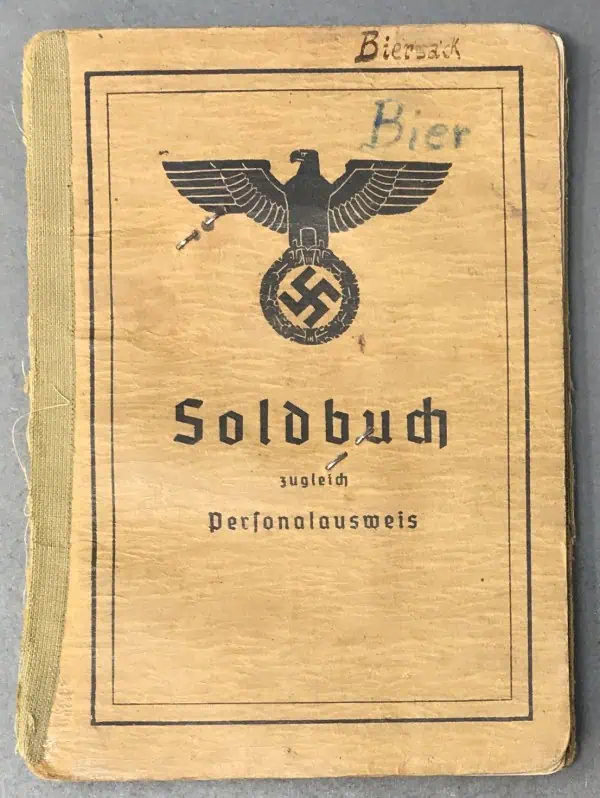 Biersack
Bier
Soldbuch
zugleich
Perſonalausweis